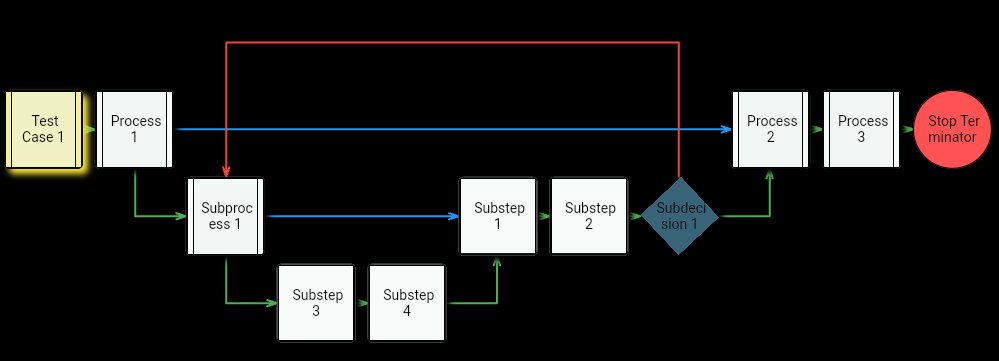 Test
Case 1
Process
1
Process
2
Process
3
Stop Ter
minator
Subproc
ess 1
Substep
1
Substep
2
Subdeci
sion 1
Substep
3
Substep
4